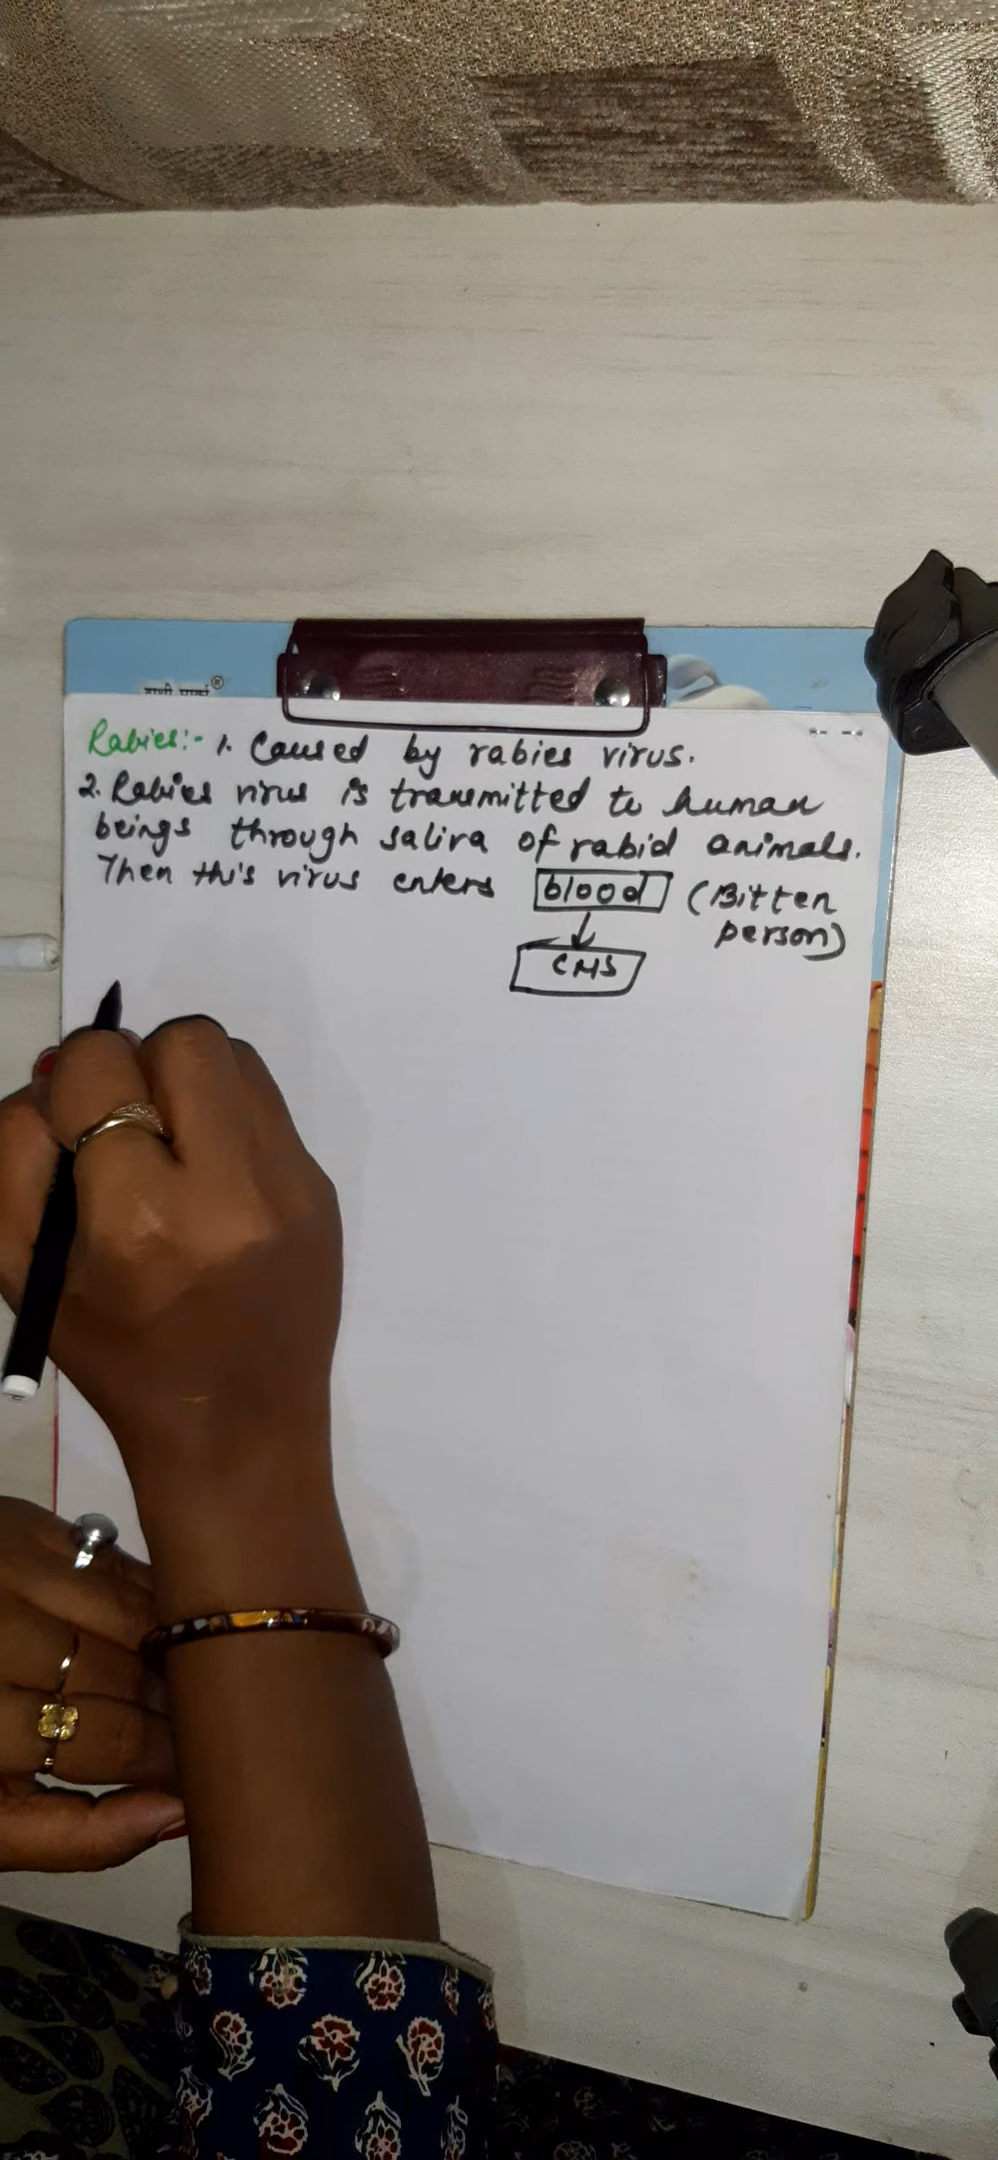 Rabies:- 1. Caused by rabies virus.
2. Rabies virus is transmitted to human
beings through saliva of rabid animals.
Then this virus enters blood (Bitten
person)
↓
CNS